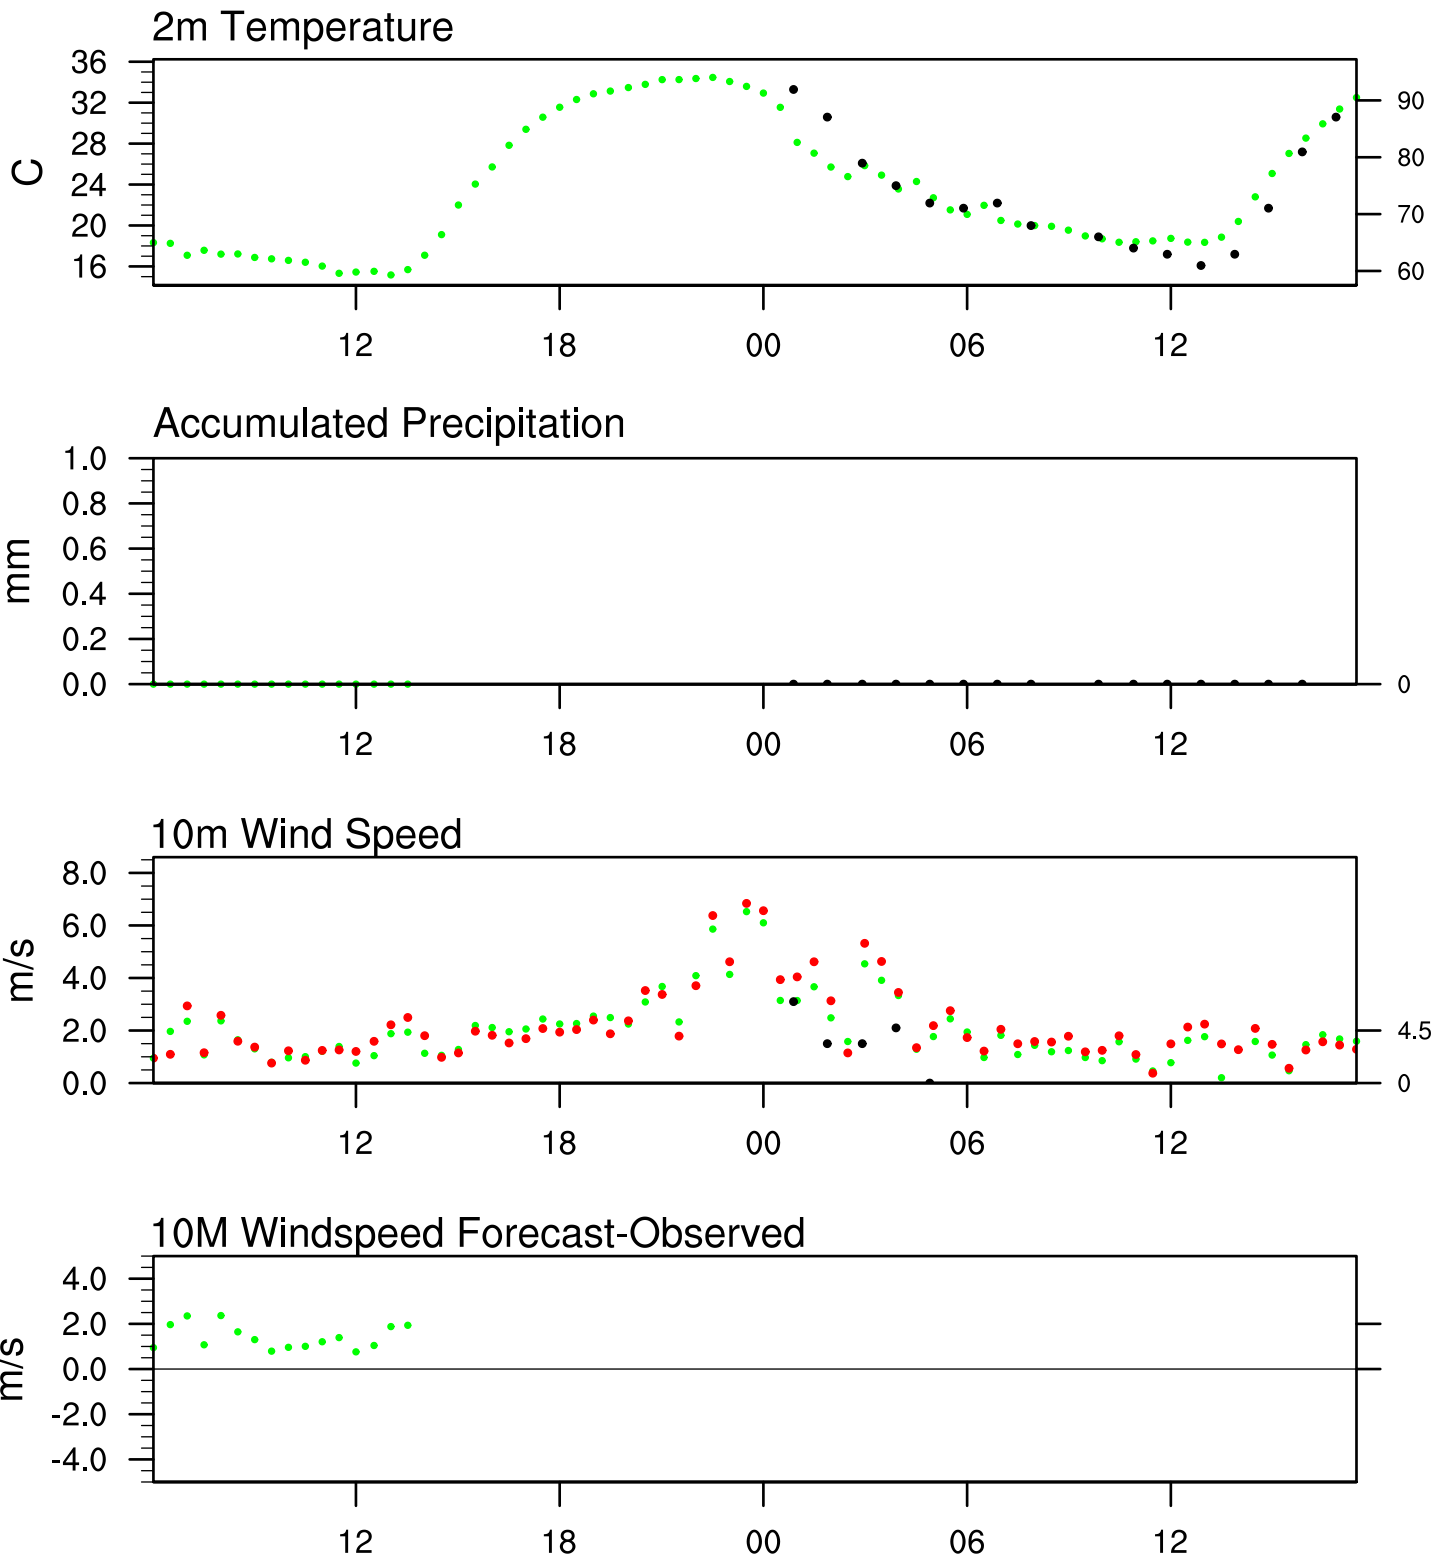 2m Temperature
36
32
28
24
20
16
C
90
80
70
60
12 18 00 06 12
Accumulated Precipitation
1.0
0.8
0.6
0.4
0.2
0.0
mm
0
12 18 00 06 12
10m Wind Speed
8.0
6.0
4.0
2.0
0.0
m/s
4.5
0
12 18 00 06 12
10M Windspeed Forecast-Observed
4.0
2.0
0.0
-2.0
-4.0
m/s
12 18 00 06 12